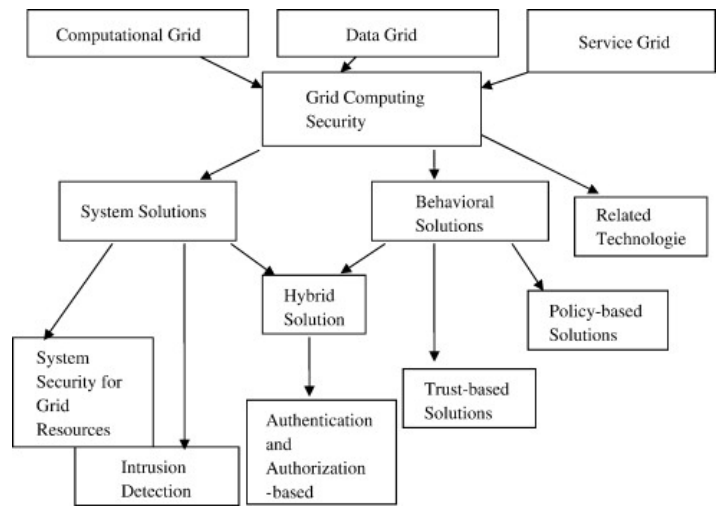 Computational Grid
Data Grid
Service Grid
Grid Computing
Security
System Solutions
Behavioral
Solutions
Related
Technologie
Hybrid
Solution
Policy-based
Solutions
System
Security for
Grid
Resources
Trust-based
Solutions
Authentication
and
Authorization
-based
Intrusion
Detection